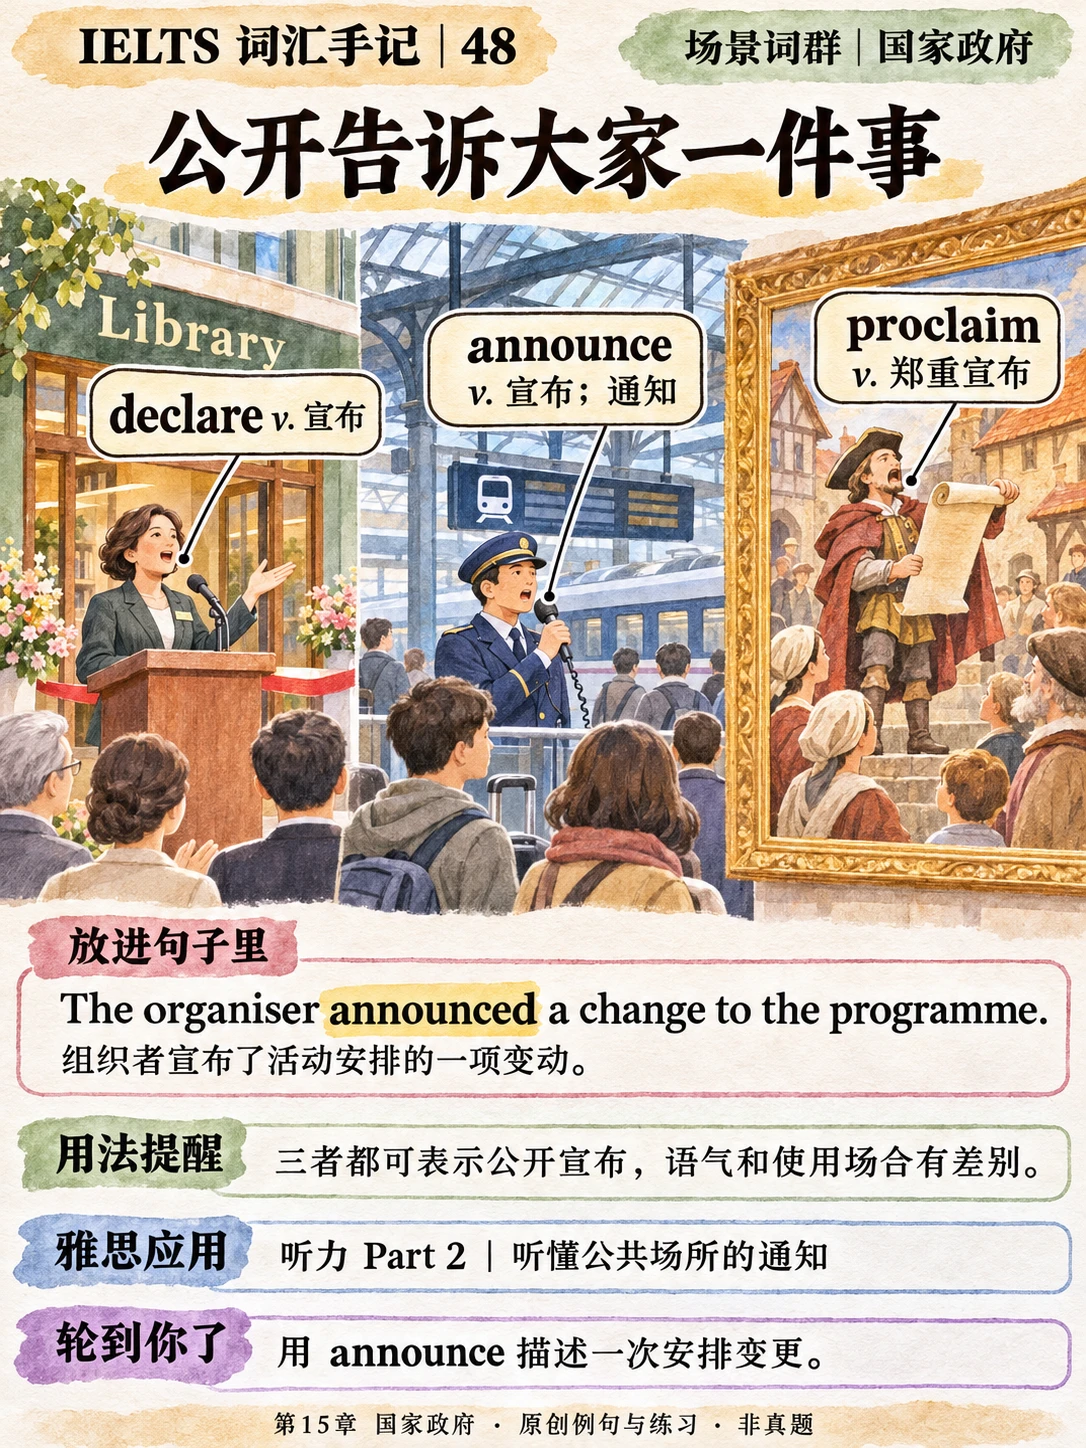 IELTS 词汇手记 | 48
场景词群 | 国家政府
公开告诉大家一件事
Library
declare v. 宣布
announce
v. 宣布；通知
proclaim
v. 郑重宣布
放进句子里
The organiser announced a change to the programme.
组织者宣布了活动安排的一项变动。
用法提醒
三者都可表示公开宣布，语气和使用场合有差别。
雅思应用
听力 Part 2 | 听懂公共场所的通知
轮到你了
用 announce 描述一次安排变更。
第15章 国家政府 · 原创例句与练习 · 非真题